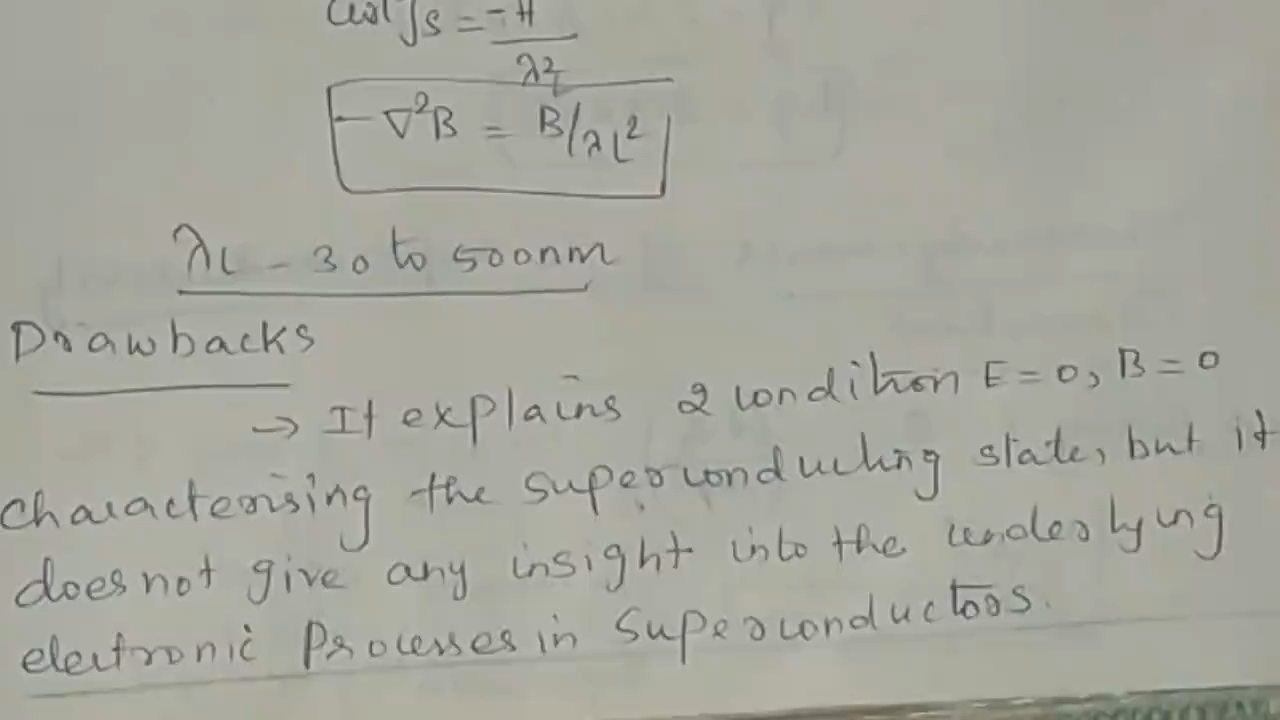 curl Js = -H / λ²
- ∇²B = B/λL²
λL - 30 to 500nm
Drawbacks
→ It explains 2 condition E=0, B=0
characterising the superconducting state, but it
does not give any insight into the underlying
electronic Processes in Superconductors.